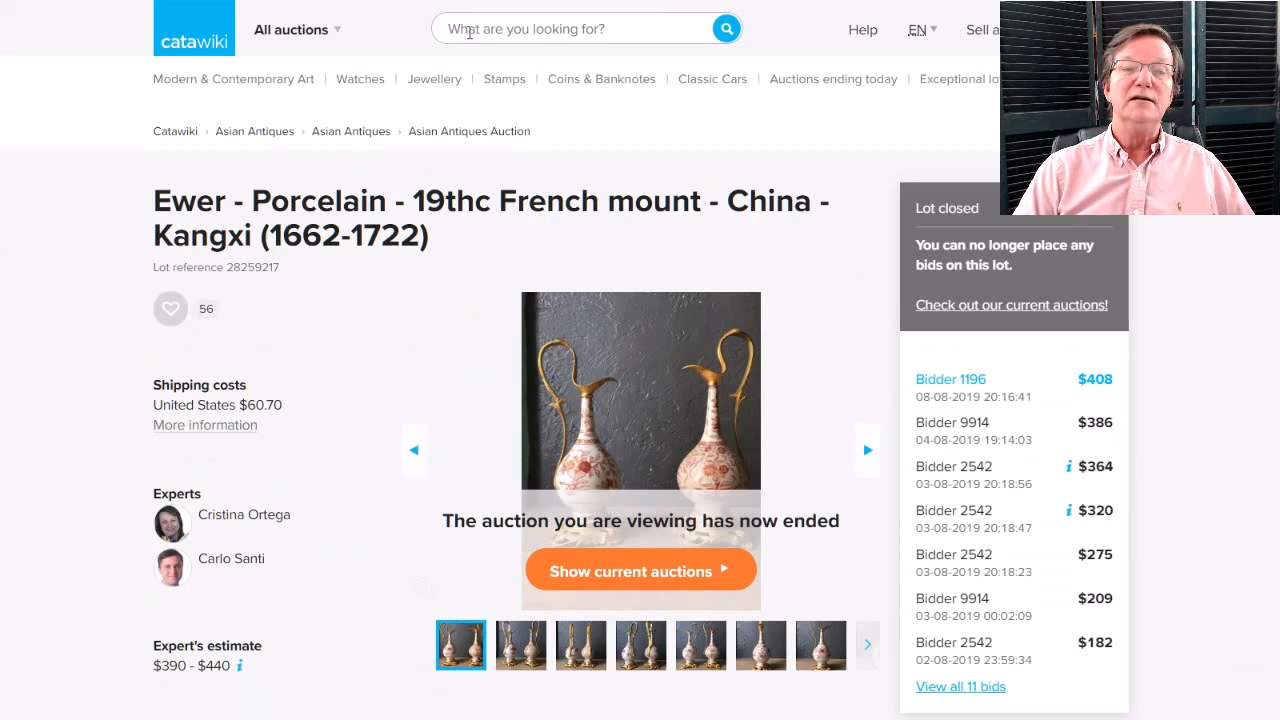 catawiki
All auctions
What are you looking for?
Help
EN
Sell a
Modern & Contemporary Art
Watches
Jewellery
Stamps
Coins & Banknotes
Classic Cars
Auctions ending today
Exceptional lo
Catawiki › Asian Antiques › Asian Antiques › Asian Antiques Auction
Ewer - Porcelain - 19thc French mount - China -
Kangxi (1662-1722)
Lot reference 28259217
56
Shipping costs
United States $60.70
More information
Experts
Cristina Ortega
Carlo Santi
Expert's estimate
$390 - $440 i
The auction you are viewing has now ended
Show current auctions
Lot closed
You can no longer place any
bids on this lot.
Check out our current auctions!
Bidder 1196 $408
08-08-2019 20:16:41
Bidder 9914 $386
04-08-2019 19:14:03
Bidder 2542 i $364
03-08-2019 20:18:56
Bidder 2542 i $320
03-08-2019 20:18:47
Bidder 2542 $275
03-08-2019 20:18:23
Bidder 9914 $209
03-08-2019 00:02:09
Bidder 2542 $182
02-08-2019 23:59:34
View all 11 bids